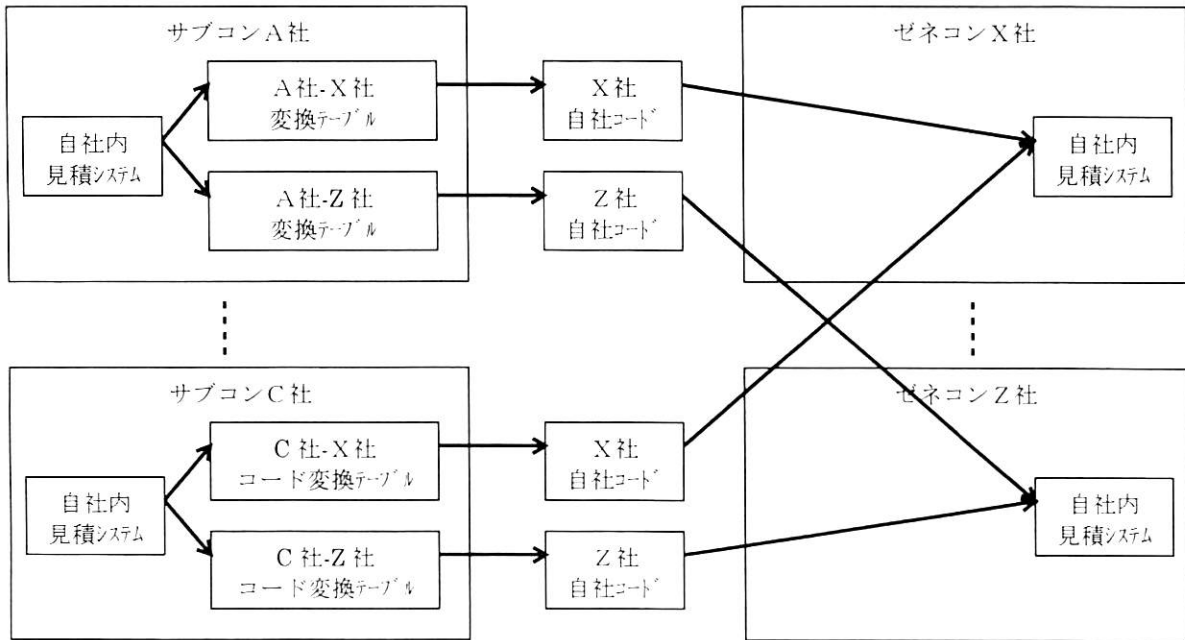 サブコンA社
A社-X社
変換テーブル
自社内
見積システム
A社-Z社
変換テーブル
X社
自社コード
Z社
自社コード
ゼネコンX社
自社内
見積システム
サブコンC社
C社-X社
コード変換テーブル
自社内
見積システム
C社-Z社
コード変換テーブル
X社
自社コード
Z社
自社コード
ゼネコンZ社
自社内
見積システム